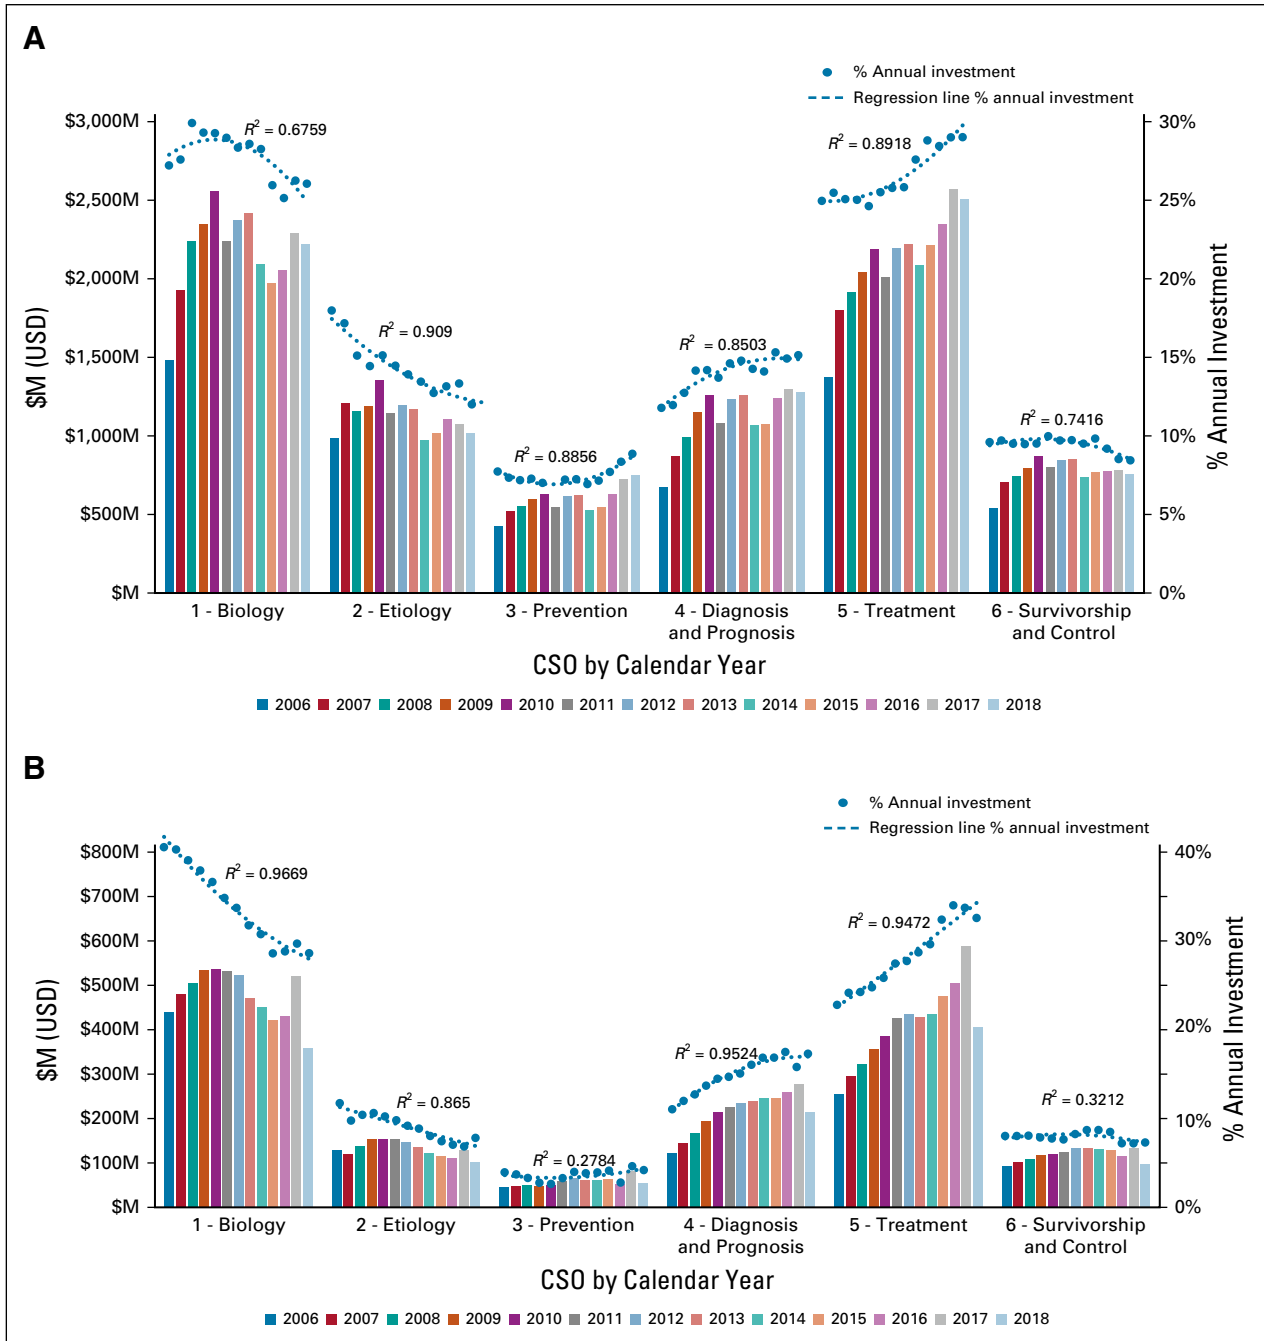 A
% Annual investment
Regression line % annual investment
$3,000M
$2,500M
$2,000M
$1,500M
$1,000M
$500M
$M
$M (USD)
30%
25%
20%
15%
10%
5%
0%
% Annual Investment
R² = 0.6759
R² = 0.909
R² = 0.8856
R² = 0.8503
R² = 0.8918
R² = 0.7416
1 - Biology
2 - Etiology
3 - Prevention
4 - Diagnosis
and Prognosis
5 - Treatment
6 - Survivorship
and Control
CSO by Calendar Year
2006 2007 2008 2009 2010 2011 2012 2013 2014 2015 2016 2017 2018
B
% Annual investment
Regression line % annual investment
$800M
$700M
$600M
$500M
$400M
$300M
$200M
$100M
$M
$M (USD)
40%
30%
20%
10%
0%
% Annual Investment
R² = 0.9669
R² = 0.865
R² = 0.2784
R² = 0.9524
R² = 0.9472
R² = 0.3212
1 - Biology
2 - Etiology
3 - Prevention
4 - Diagnosis
and Prognosis
5 - Treatment
6 - Survivorship
and Control
CSO by Calendar Year
2006 2007 2008 2009 2010 2011 2012 2013 2014 2015 2016 2017 2018